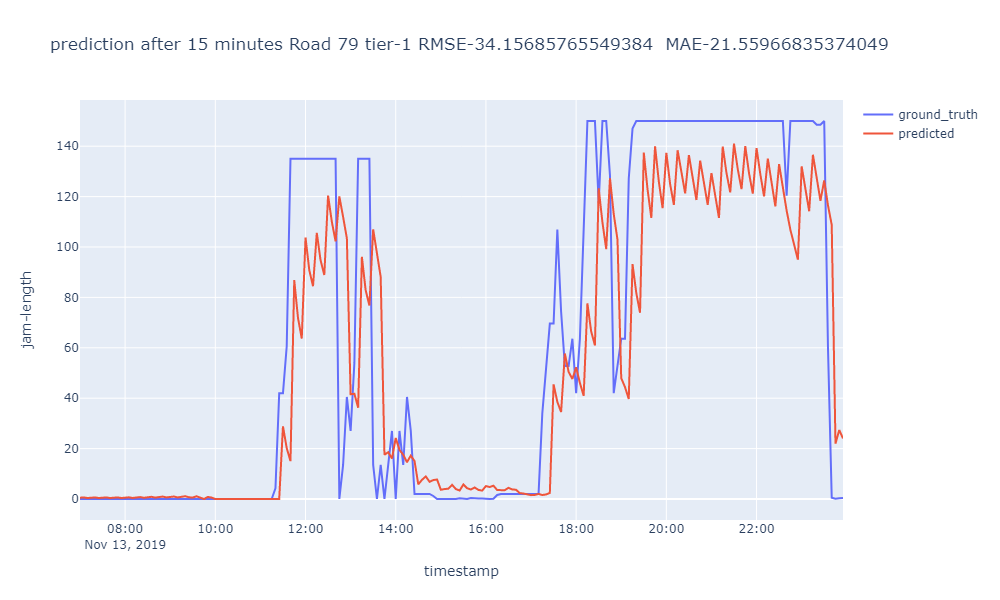 prediction after 15 minutes Road 79 tier-1 RMSE-34.15685765549384  MAE-21.55966835374049
ground_truth
predicted
140
120
100
80
60
40
20
0
jam-length
08:00 10:00 12:00 14:00 16:00 18:00 20:00 22:00
Nov 13, 2019
timestamp